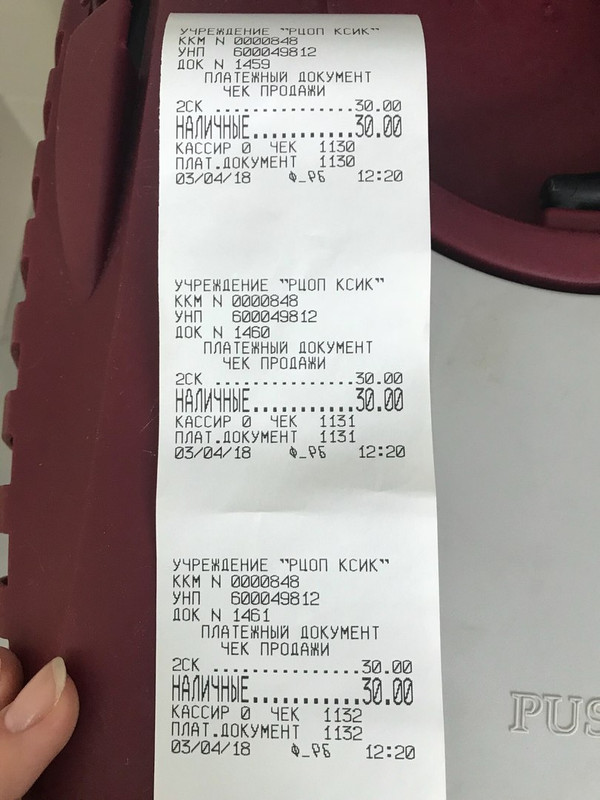 УЧРЕЖДЕНИЕ "РЦОП КСИК"
ККМ N 0000848
УНП 600049812
ДОК N 1459
ПЛАТЕЖНЫЙ ДОКУМЕНТ
ЧЕК ПРОДАЖИ
2СК ................30.00
НАЛИЧНЫЕ...........30.00
КАССИР 0 ЧЕК 1130
ПЛАТ.ДОКУМЕНТ 1130
03/04/18 Ф_РБ 12:20
УЧРЕЖДЕНИЕ "РЦОП КСИК"
ККМ N 0000848
УНП 600049812
ДОК N 1460
ПЛАТЕЖНЫЙ ДОКУМЕНТ
ЧЕК ПРОДАЖИ
2СК ................30.00
НАЛИЧНЫЕ...........30.00
КАССИР 0 ЧЕК 1131
ПЛАТ.ДОКУМЕНТ 1131
03/04/18 Ф_РБ 12:20
УЧРЕЖДЕНИЕ "РЦОП КСИК"
ККМ N 0000848
УНП 600049812
ДОК N 1461
ПЛАТЕЖНЫЙ ДОКУМЕНТ
ЧЕК ПРОДАЖИ
2СК ................30.00
НАЛИЧНЫЕ...........30.00
КАССИР 0 ЧЕК 1132
ПЛАТ.ДОКУМЕНТ 1132
03/04/18 Ф_РБ 12:20
PUS